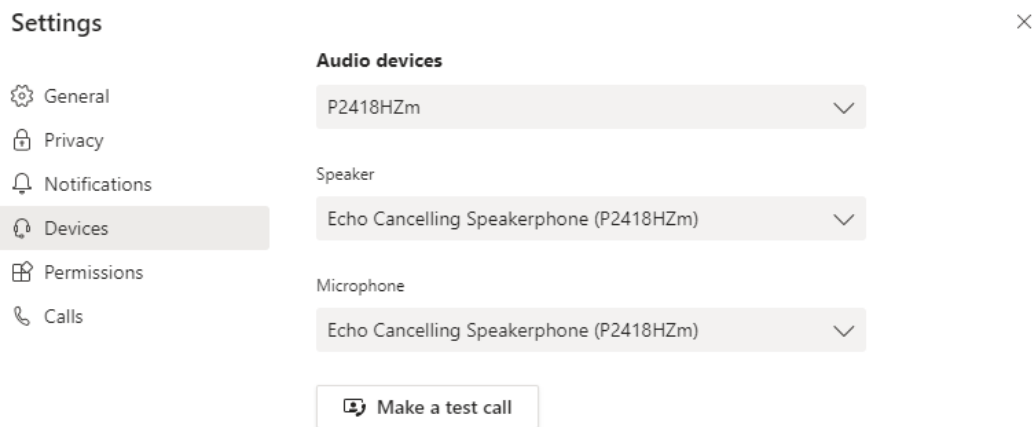 Settings
General
Privacy
Notifications
Devices
Permissions
Calls
Audio devices
P2418HZm
Speaker
Echo Cancelling Speakerphone (P2418HZm)
Microphone
Echo Cancelling Speakerphone (P2418HZm)
Make a test call